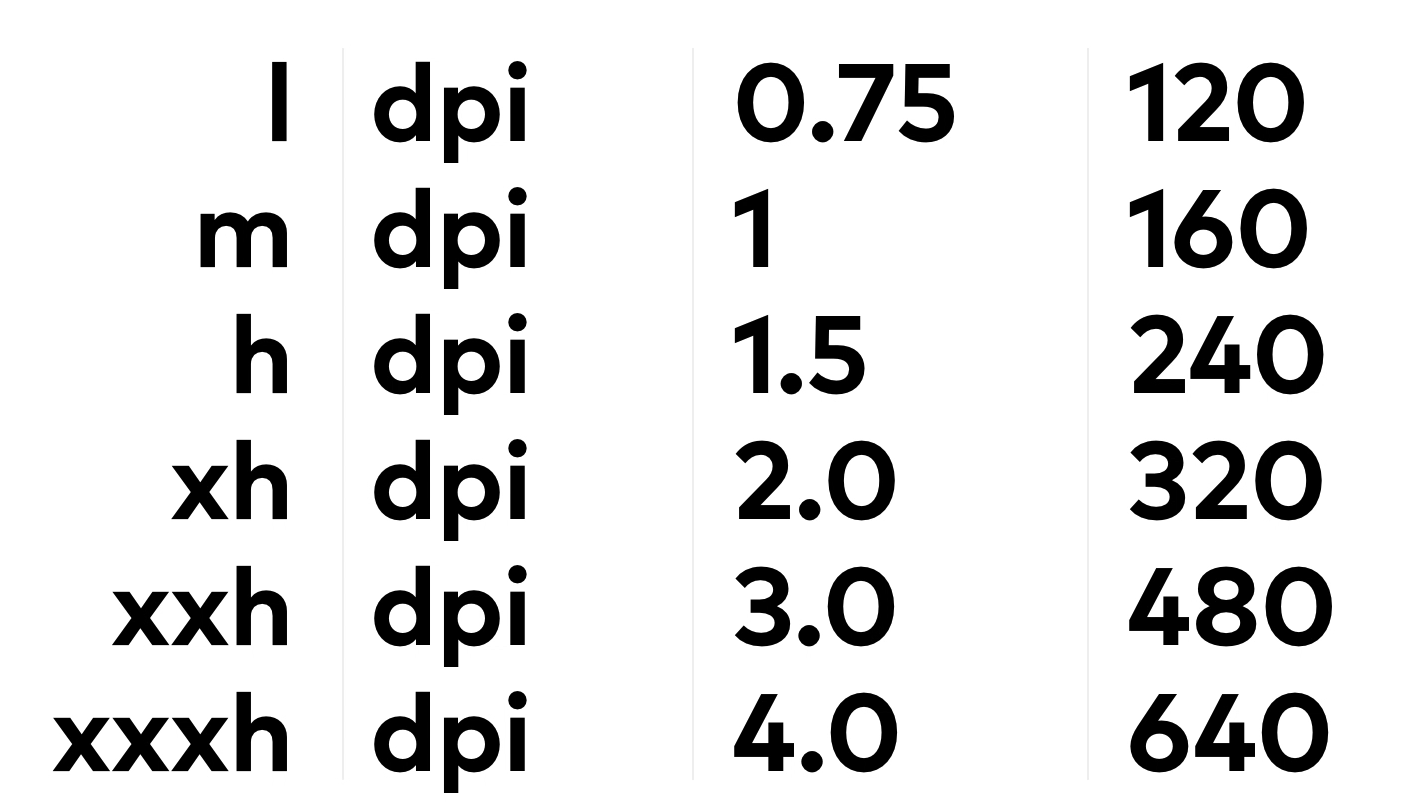 l dpi 0.75 120
m dpi 1 160
h dpi 1.5 240
xh dpi 2.0 320
xxh dpi 3.0 480
xxxh dpi 4.0 640